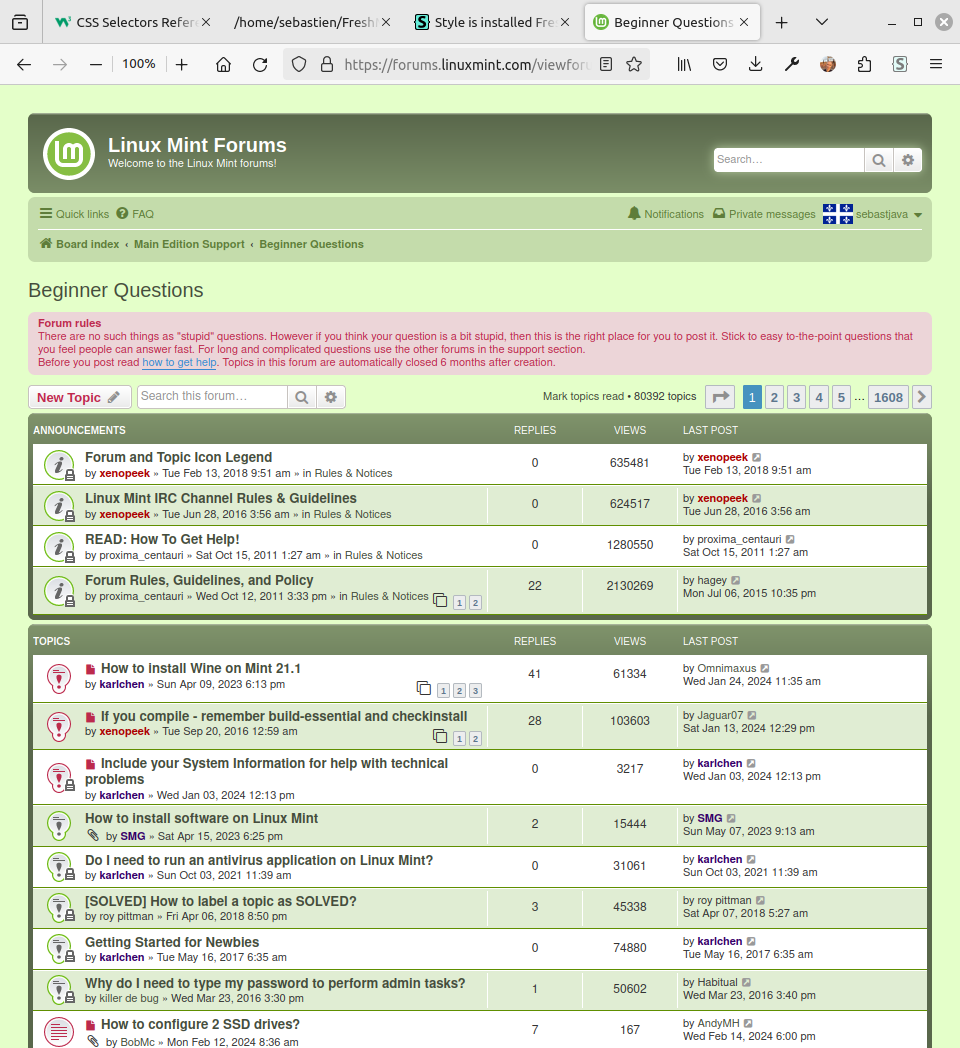 CSS Selectors Refere
/home/sebastien/Fresh
Style is installed Fre
Beginner Questions
100%
https://forums.linuxmint.com/viewforu
Linux Mint Forums
Welcome to the Linux Mint forums!
Search…
Quick links FAQ
Notifications Private messages sebastjava
Board index ‹ Main Edition Support ‹ Beginner Questions
Beginner Questions
Forum rules
There are no such things as "stupid" questions. However if you think your question is a bit stupid, then this is the right place for you to post it. Stick to easy to-the-point questions that
you feel people can answer fast. For long and complicated questions use the other forums in the support section.
Before you post read how to get help. Topics in this forum are automatically closed 6 months after creation.
New Topic Search this forum… Mark topics read • 80392 topics 1 2 3 4 5 … 1608
ANNOUNCEMENTS REPLIES VIEWS LAST POST
Forum and Topic Icon Legend
by xenopeek » Tue Feb 13, 2018 9:51 am » in Rules & Notices
0 635481
by xenopeek
Tue Feb 13, 2018 9:51 am
Linux Mint IRC Channel Rules & Guidelines
by xenopeek » Tue Jun 28, 2016 3:56 am » in Rules & Notices
0 624517
by xenopeek
Tue Jun 28, 2016 3:56 am
READ: How To Get Help!
by proxima_centauri » Sat Oct 15, 2011 1:27 am » in Rules & Notices
0 1280550
by proxima_centauri
Sat Oct 15, 2011 1:27 am
Forum Rules, Guidelines, and Policy
by proxima_centauri » Wed Oct 12, 2011 3:33 pm » in Rules & Notices 1 2
22 2130269
by hagey
Mon Jul 06, 2015 10:35 pm
TOPICS REPLIES VIEWS LAST POST
How to install Wine on Mint 21.1
by karlchen » Sun Apr 09, 2023 6:13 pm 1 2 3
41 61334
by Omnimaxus
Wed Jan 24, 2024 11:35 am
If you compile - remember build-essential and checkinstall
by xenopeek » Tue Sep 20, 2016 12:59 am 1 2
28 103603
by Jaguar07
Sat Jan 13, 2024 12:29 pm
Include your System Information for help with technical
problems
by karlchen » Wed Jan 03, 2024 12:13 pm
0 3217
by karlchen
Wed Jan 03, 2024 12:13 pm
How to install software on Linux Mint
by SMG » Sat Apr 15, 2023 6:25 pm
2 15444
by SMG
Sun May 07, 2023 9:13 am
Do I need to run an antivirus application on Linux Mint?
by karlchen » Sun Oct 03, 2021 11:39 am
0 31061
by karlchen
Sun Oct 03, 2021 11:39 am
[SOLVED] How to label a topic as SOLVED?
by roy pittman » Fri Apr 06, 2018 8:50 pm
3 45338
by roy pittman
Sat Apr 07, 2018 5:27 am
Getting Started for Newbies
by karlchen » Tue May 16, 2017 6:35 am
0 74880
by karlchen
Tue May 16, 2017 6:35 am
Why do I need to type my password to perform admin tasks?
by killer de bug » Wed Mar 23, 2016 3:30 pm
1 50602
by Habitual
Wed Mar 23, 2016 3:40 pm
How to configure 2 SSD drives?
by BobMc » Mon Feb 12, 2024 8:36 am
7 167
by AndyMH
Wed Feb 14, 2024 6:00 pm